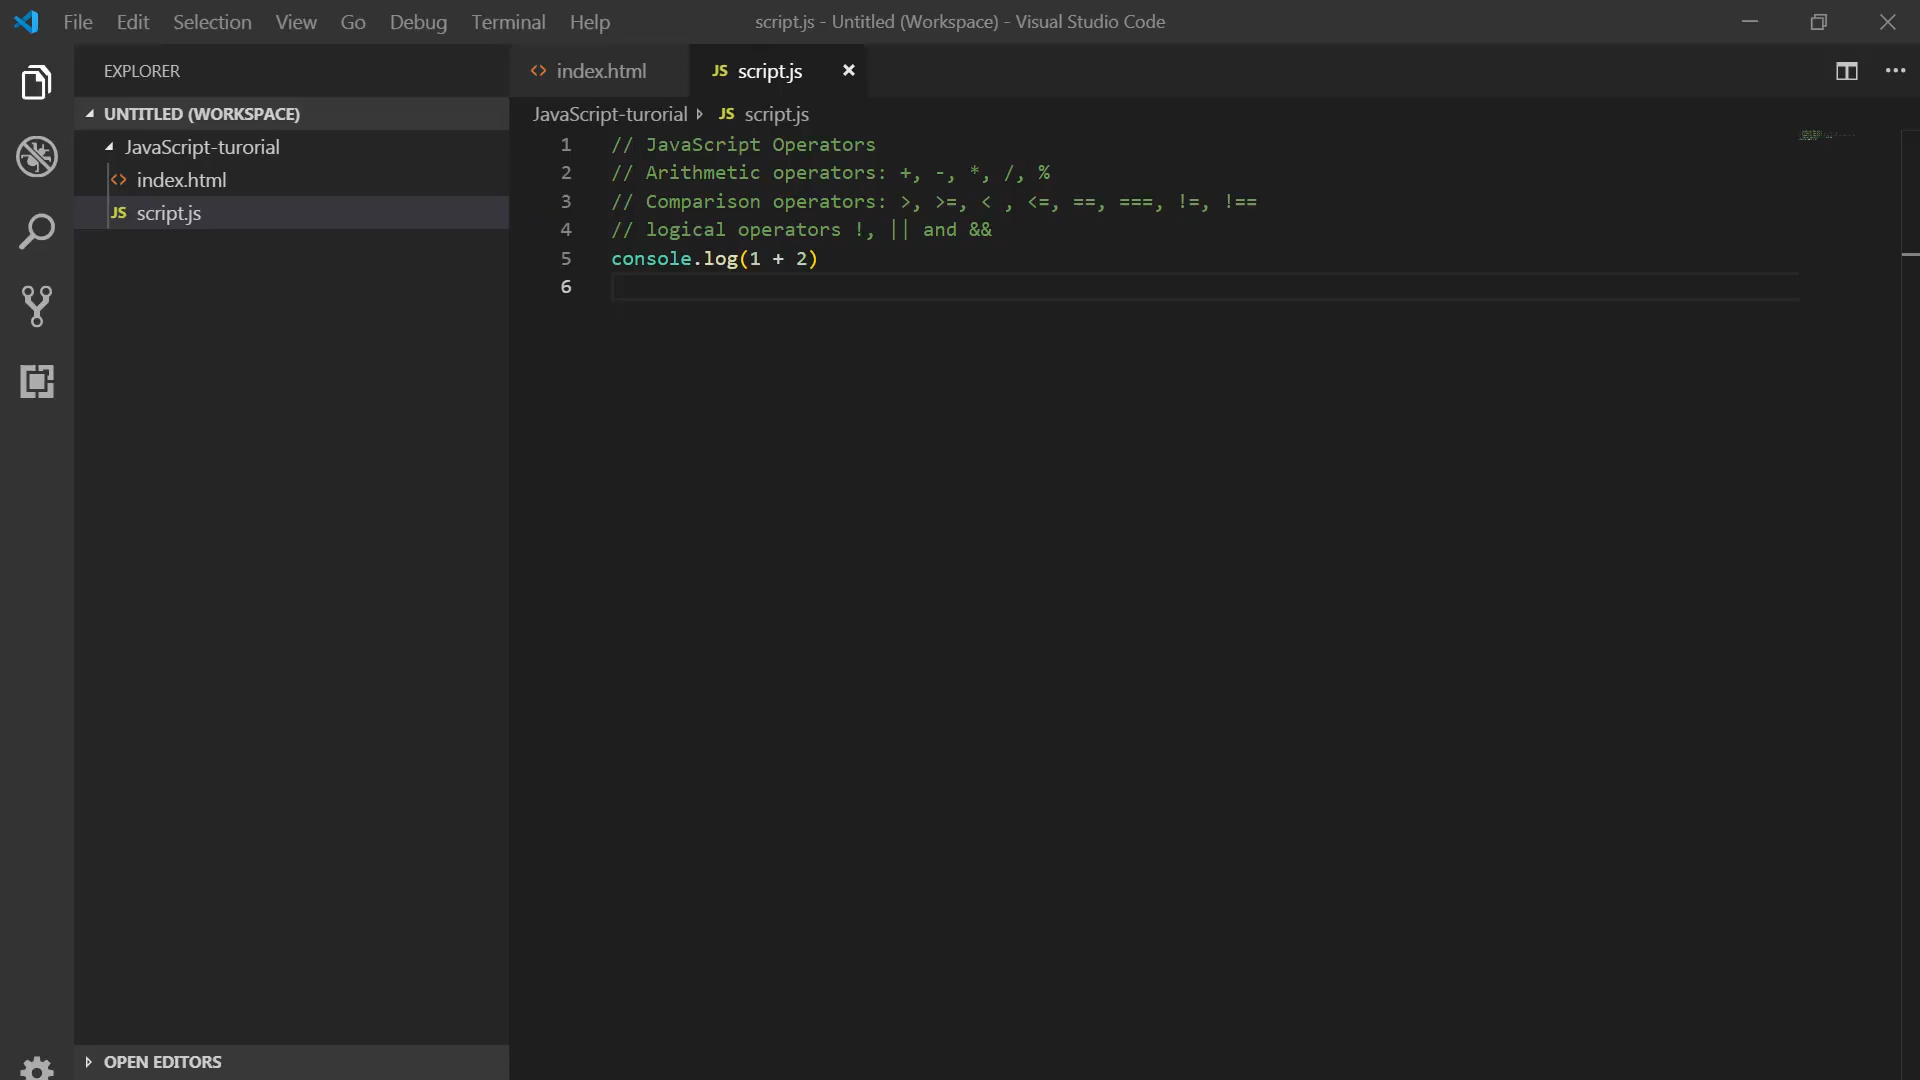 File Edit Selection View Go Debug Terminal Help
script.js - Untitled (Workspace) - Visual Studio Code
EXPLORER
UNTITLED (WORKSPACE)
JavaScript-turorial
<> index.html
JS script.js
OPEN EDITORS
<> index.html
JS script.js
JavaScript-turorial JS script.js
1 // JavaScript Operators
2 // Arithmetic operators: +, -, *, /, %
3 // Comparison operators: >, >=, < , <=, ==, ===, !=, !==
4 // logical operators !, || and &&
5 console.log(1 + 2)
6